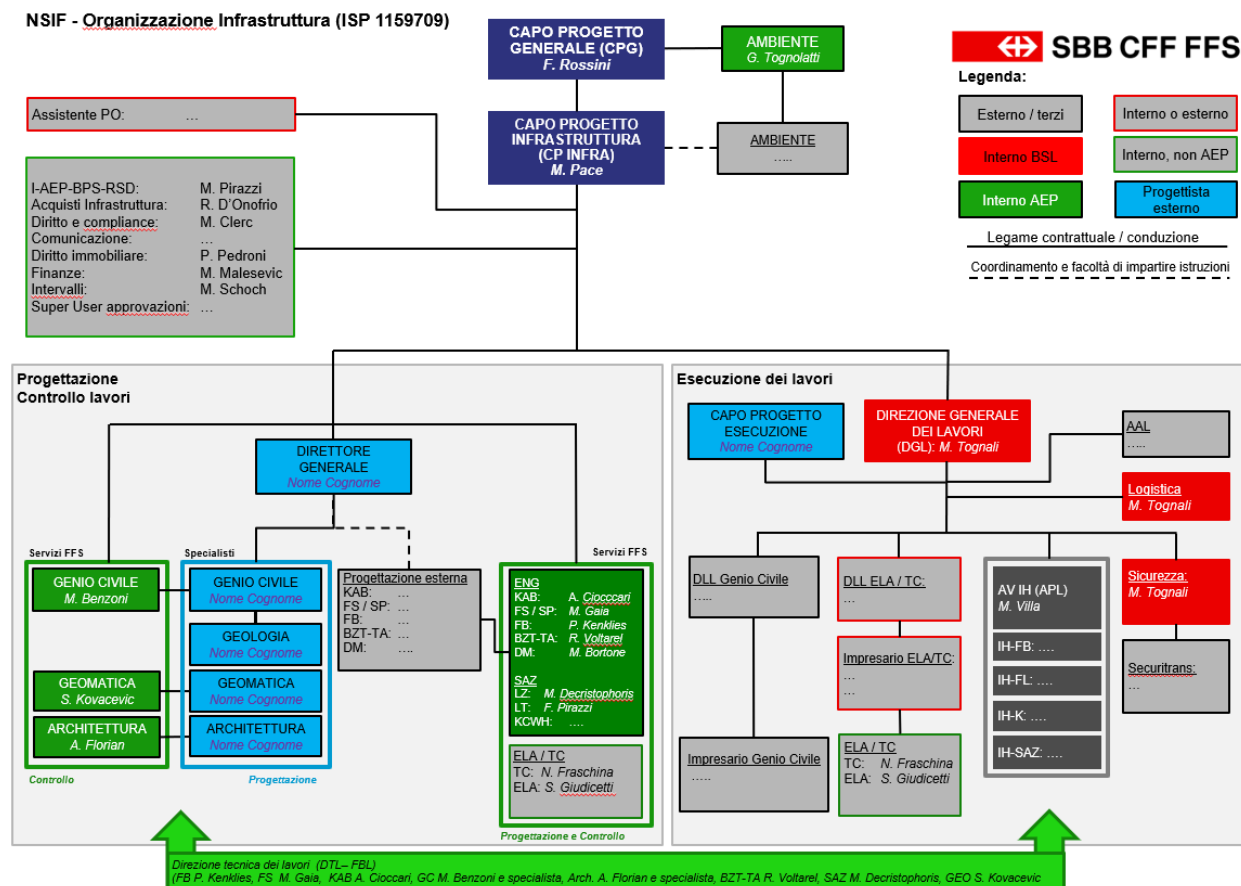 NSIF - Organizzazione Infrastruttura (ISP 1159709)
CAPO PROGETTO
GENERALE (CPG)
F. Rossini
AMBIENTE
G. Tognolatti
SBB CFF FFS
Legenda:
Esterno / terzi
Interno o esterno
Interno BSL
Interno, non AEP
Interno AEP
Progettista
esterno
Legame contrattuale / conduzione
Coordinamento e facoltà di impartire istruzioni
Assistente PO: ...
CAPO PROGETTO
INFRASTRUTTURA
(CP INFRA)
M. Pace
AMBIENTE
.....
I-AEP-BPS-RSD: M. Pirazzi
Acquisti Infrastruttura: R. D'Onofrio
Diritto e compliance: M. Clerc
Comunicazione: ...
Diritto immobiliare: P. Pedroni
Finanze: M. Malesevic
Intervalli: M. Schoch
Super User approvazioni: ...
Progettazione
Controllo lavori
DIRETTORE
GENERALE
Nome Cognome
Servizi FFS
Specialisti
Servizi FFS
GENIO CIVILE
M. Benzoni
GEOMATICA
S. Kovacevic
ARCHITETTURA
A. Florian
Controllo
GENIO CIVILE
Nome Cognome
GEOLOGIA
Nome Cognome
GEOMATICA
Nome Cognome
ARCHITETTURA
Nome Cognome
Progettazione
Progettazione esterna
KAB: ...
FS / SP: ...
FB: ...
BZT-TA: ...
DM: ....
ENG
KAB: A. Ciocccari
FS / SP: M. Gaia
FB: P. Kenklies
BZT-TA: R. Voltarel
DM: M. Bortone
SAZ
LZ: M. Decristophoris
LT: F. Pirazzi
KCWH: ....
ELA / TC
TC: N. Fraschina
ELA: S. Giudicetti
Progettazione e Controllo
Esecuzione dei lavori
CAPO PROGETTO
ESECUZIONE
Nome Cognome
DIREZIONE GENERALE
DEI LAVORI
(DGL): M. Tognali
AAL
.....
Logistica
M. Tognali
DLL Genio Civile
.....
Impresario Genio Civile
.....
DLL ELA / TC:
...
Impresario ELA/TC:
...
...
ELA / TC
TC: N. Fraschina
ELA: S. Giudicetti
AV IH (APL)
M. Villa
IH-FB: ....
IH-FL: ....
IH-K: ....
IH-SAZ: ....
Sicurezza:
M. Tognali
Securitrans:
...
Direzione tecnica dei lavori (DTL– FBL)
(FB P. Kenklies, FS M. Gaia, KAB A. Cioccari, GC M. Benzoni e specialista, Arch. A. Florian e specialista, BZT-TA R. Voltarel, SAZ M. Decristophoris, GEO S. Kovacevic